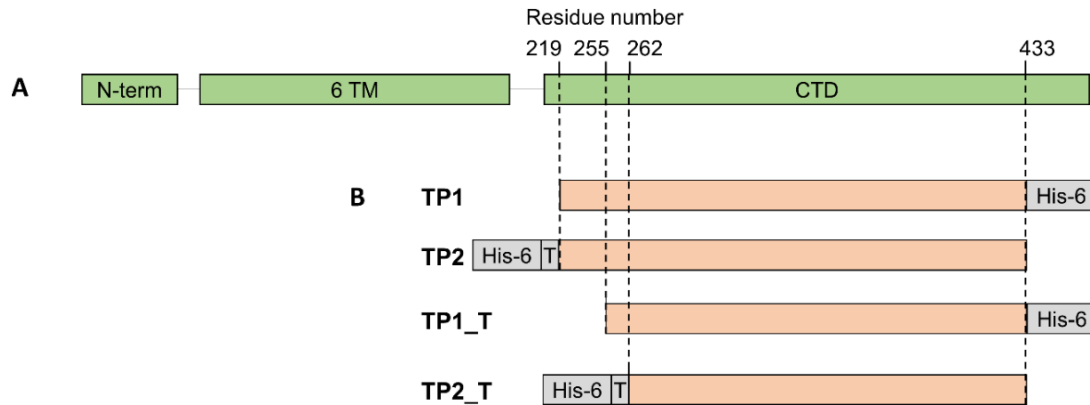 Residue number
219 255 262 433
A N-term 6 TM CTD
B TP1 His-6
TP2 His-6 T
TP1_T His-6
TP2_T His-6 T